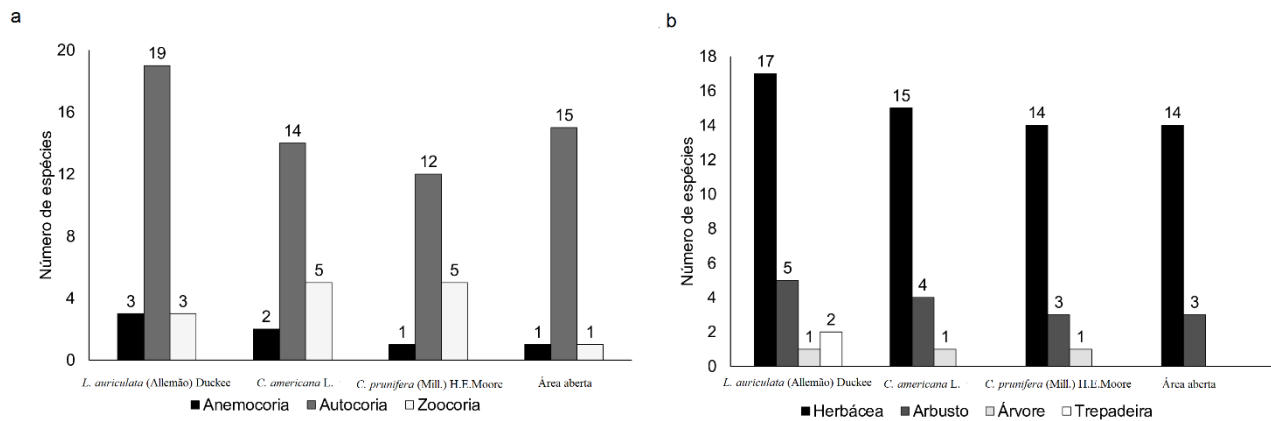 a
20
16
12
8
4
0
Número de espécies
3
19
3
2
14
5
1
12
5
1
15
1
L. auriculata (Allemão) Duckee
C. americana L.
C. prunifera (Mill.) H.E.Moore
Área aberta
Anemocoria
Autocoria
Zoocoria
b
18
16
14
12
10
8
6
4
2
0
Número de espécies
17
5
1
2
15
4
1
14
3
1
14
3
L. auriculata (Allemão) Duckee
C. americana L.
C. prunifera (Mill.) H.E.Moore
Área aberta
Herbácea
Arbusto
Árvore
Trepadeira